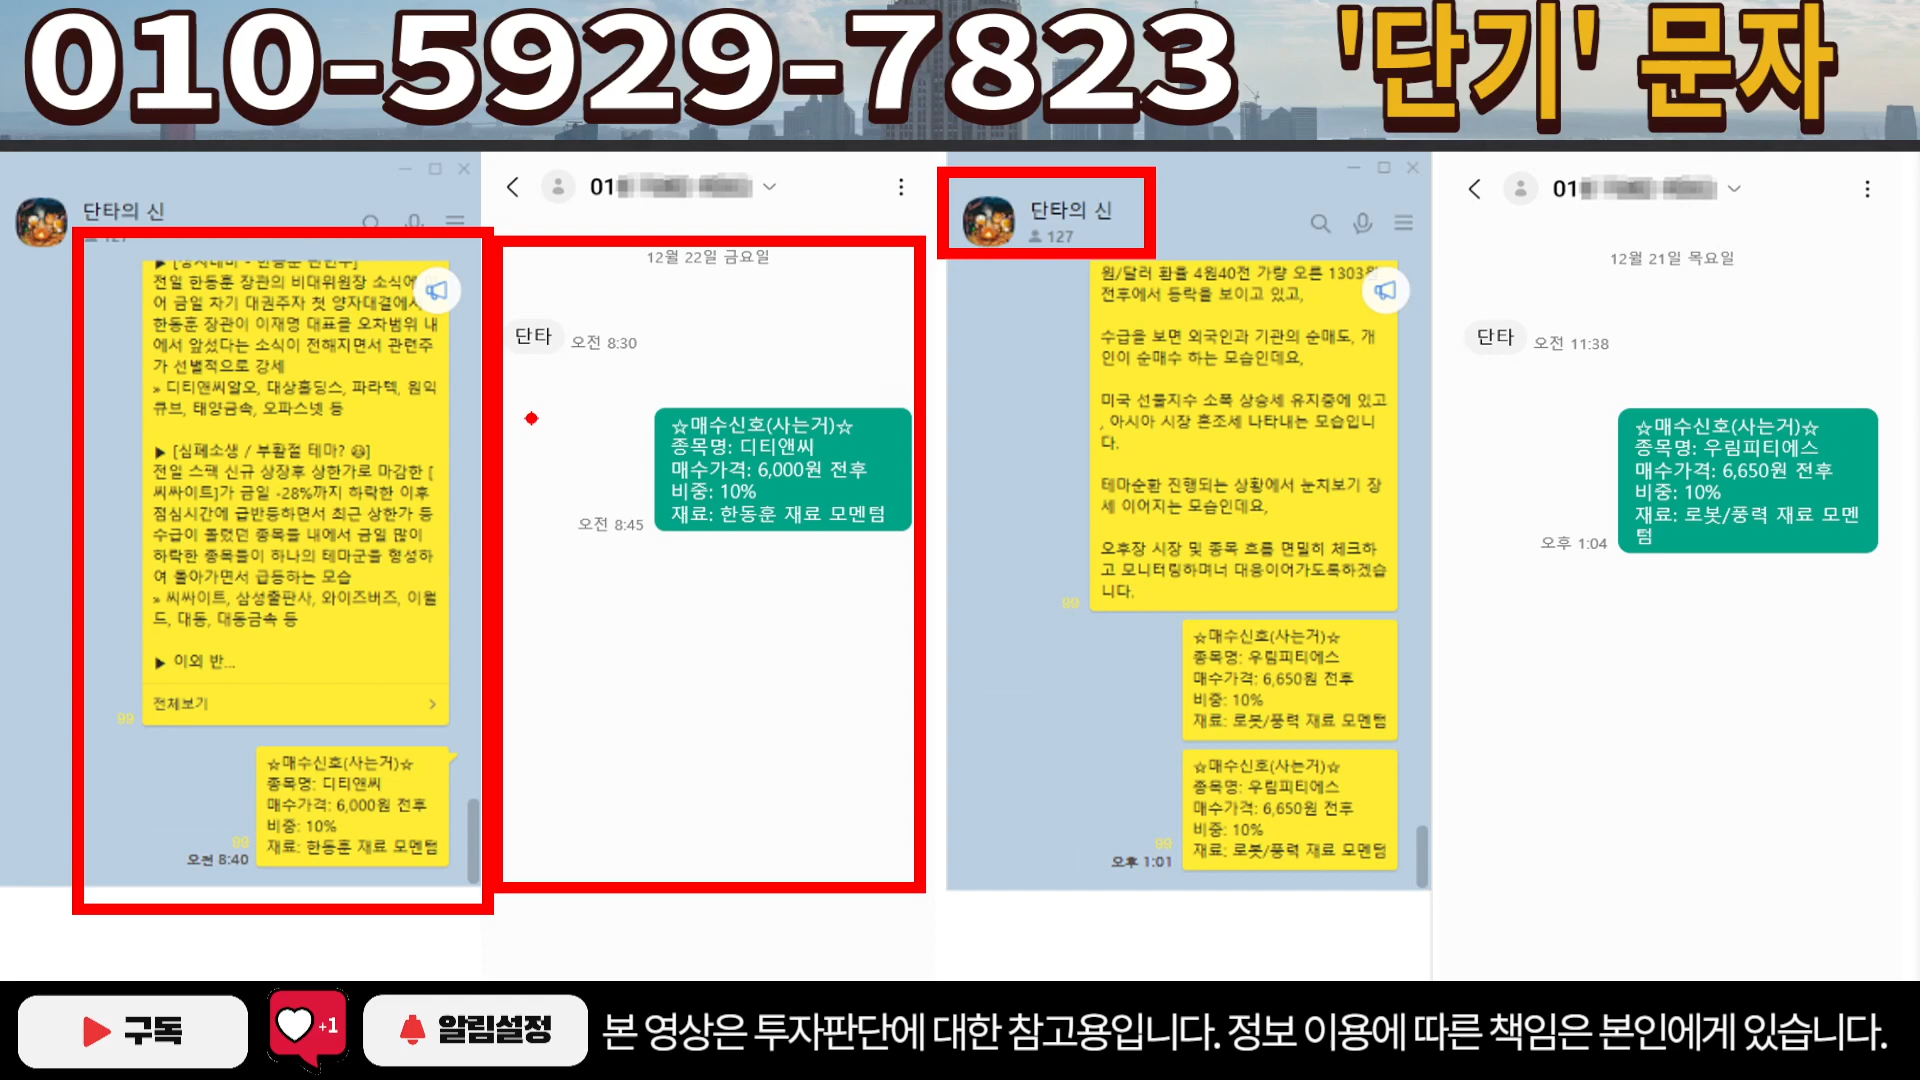 010-5929-7823 '단기' 문자
단타의 신
전일 한동훈 장관의 비대위원장 소식에
어 금일 차기 대권주자 첫 양자대결에서
한동훈 장관이 이재명 대표를 오차범위 내
에서 앞섰다는 소식이 전해지면서 관련주
가 선별적으로 강세
» 디티앤씨알오, 대상홀딩스, 파라텍, 원익
큐브, 태양금속, 오파스넷 등
▶ [심폐소생 / 부활절 테마? ]
전일 스팩 신규 상장후 상한가로 마감한 [
씨싸이트]가 금일 -28%까지 하락한 이후
점심시간에 급반등하면서 최근 상한가 등
수급이 몰렸던 종목들 내에서 금일 많이
하락한 종목들이 하나의 테마군을 형성하
여 돌아가면서 급등하는 모습
» 씨싸이트, 삼성출판사, 와이즈버즈, 이월
드, 대동, 대동금속 등
▶ 이외 반...
전체보기
99
☆매수신호(사는거)☆
종목명: 디티앤씨
매수가격: 6,000원 전후
비중: 10%
재료: 한동훈 재료 모멘텀
99
오전 8:40
01
12월 22일 금요일
단타
오전 8:30
☆매수신호(사는거)☆
종목명: 디티앤씨
매수가격: 6,000원 전후
비중: 10%
재료: 한동훈 재료 모멘텀
오전 8:45
단타의 신
127
원/달러 환율 4원40전 가량 오른 1303원
전후에서 등락을 보이고 있고,
수급을 보면 외국인과 기관의 순매도, 개
인이 순매수 하는 모습인데요,
미국 선물지수 소폭 상승세 유지중에 있고
, 아시아 시장 혼조세 나타내는 모습입니
다.
테마순환 진행되는 상황에서 눈치보기 장
세 이어지는 모습인데요,
오후장 시장 및 종목 흐름 면밀히 체크하
고 모니터링하며너 대응이어가도록하겠습
니다.
99
☆매수신호(사는거)☆
종목명: 우림피티에스
매수가격: 6,650원 전후
비중: 10%
재료: 로봇/풍력 재료 모멘텀
☆매수신호(사는거)☆
종목명: 우림피티에스
매수가격: 6,650원 전후
비중: 10%
재료: 로봇/풍력 재료 모멘텀
99
오후 1:01
01
12월 21일 목요일
단타
오전 11:38
☆매수신호(사는거)☆
종목명: 우림피티에스
매수가격: 6,650원 전후
비중: 10%
재료: 로봇/풍력 재료 모멘
텀
오후 1:04
구독
+1
알림설정
본 영상은 투자판단에 대한 참고용입니다. 정보 이용에 따른 책임은 본인에게 있습니다.